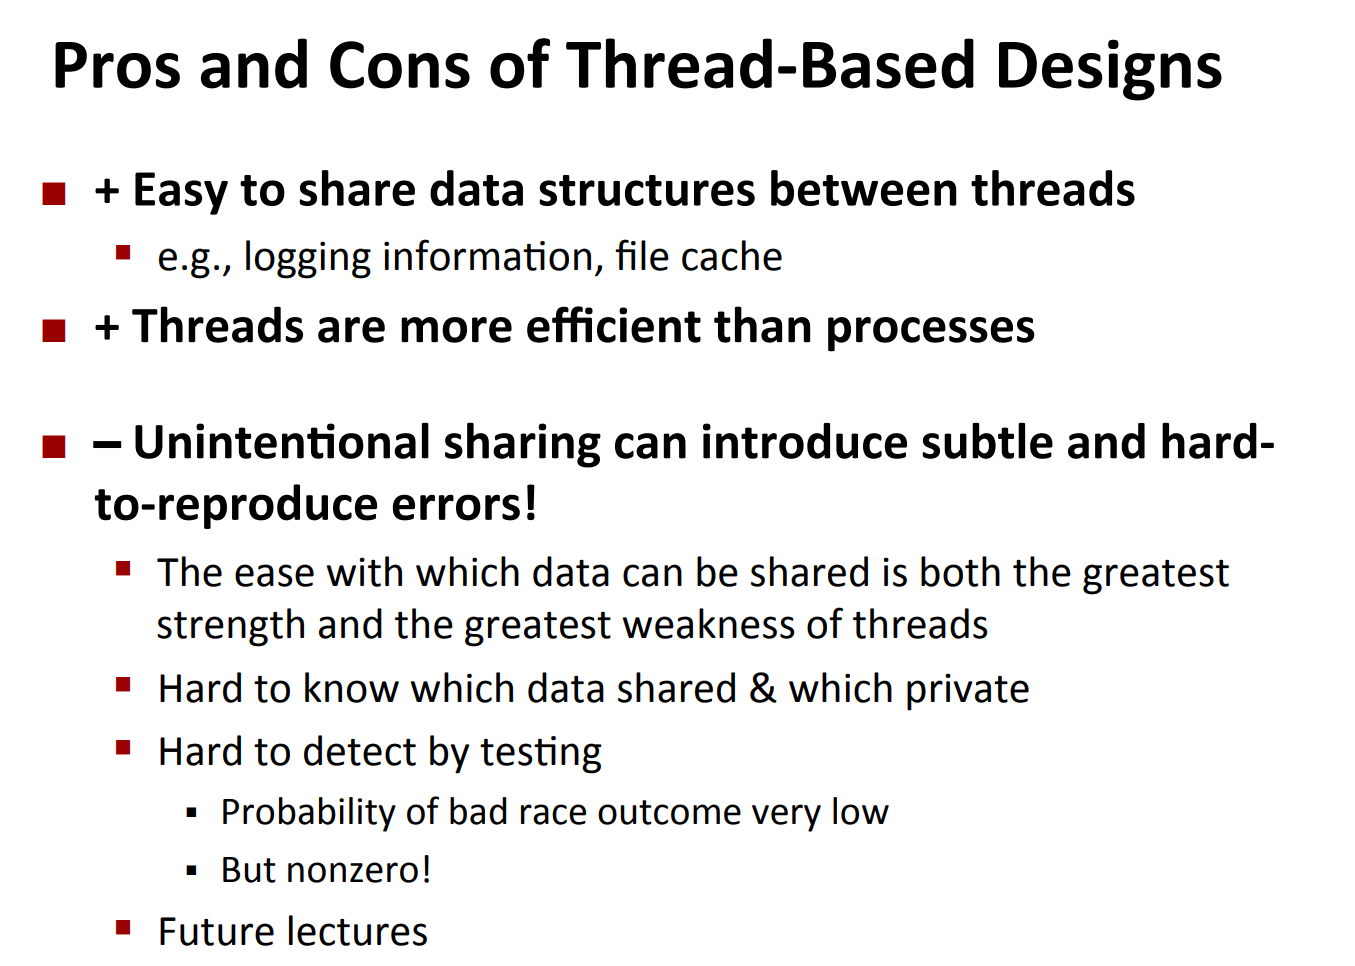 Pros and Cons of Thread-Based Designs
+ Easy to share data structures between threads
e.g., logging information, file cache
+ Threads are more efficient than processes
– Unintentional sharing can introduce subtle and hard-
to-reproduce errors!
The ease with which data can be shared is both the greatest
strength and the greatest weakness of threads
Hard to know which data shared & which private
Hard to detect by testing
Probability of bad race outcome very low
But nonzero!
Future lectures